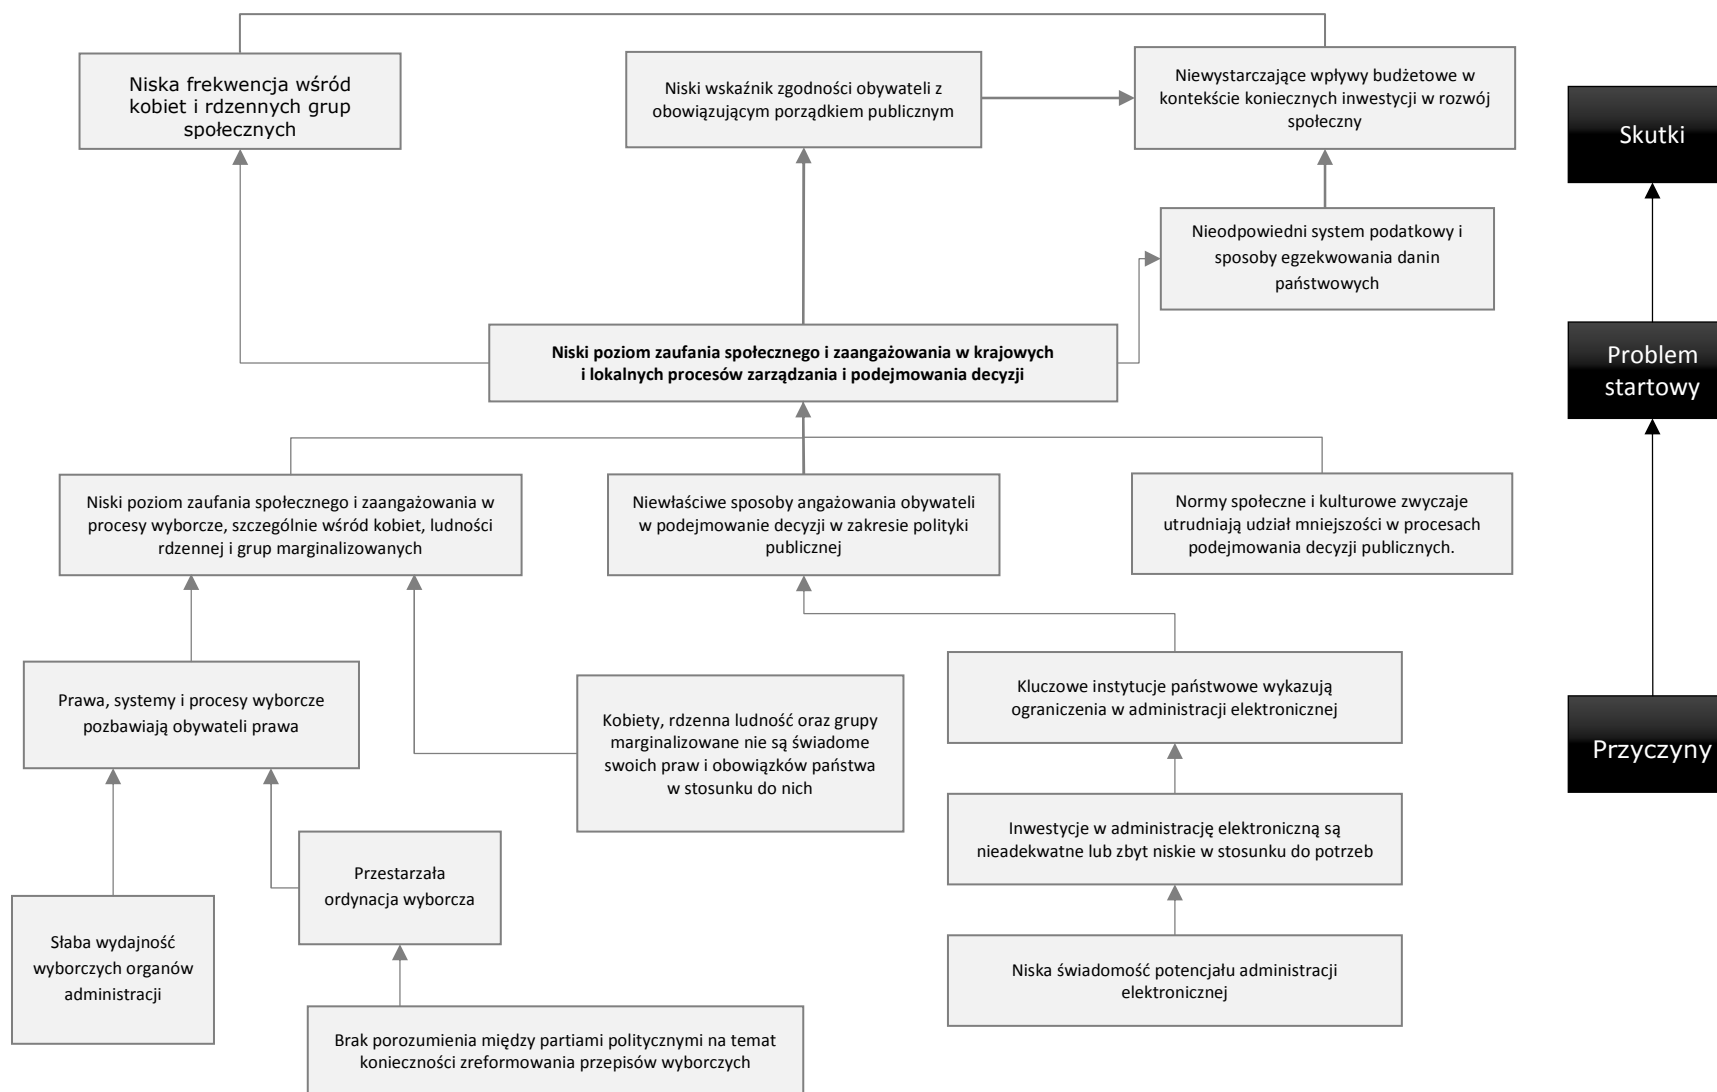 Niska frekwencja wśród
kobiet i rdzennych grup
społecznych
Niski wskaźnik zgodności obywateli z
obowiązującym porządkiem publicznym
Niewystarczające wpływy budżetowe w
kontekście koniecznych inwestycji w rozwój
społeczny
Skutki
Nieodpowiedni system podatkowy i
sposoby egzekwowania danin
państwowych
Niski poziom zaufania społecznego i zaangażowania w krajowych
i lokalnych procesów zarządzania i podejmowania decyzji
Problem
startowy
Niski poziom zaufania społecznego i zaangażowania w
procesy wyborcze, szczególnie wśród kobiet, ludności
rdzennej i grup marginalizowanych
Niewłaściwe sposoby angażowania obywateli
w podejmowanie decyzji w zakresie polityki
publicznej
Normy społeczne i kulturowe zwyczaje
utrudniają udział mniejszości w procesach
podejmowania decyzji publicznych.
Prawa, systemy i procesy wyborcze
pozbawiają obywateli prawa
Kobiety, rdzenna ludność oraz grupy
marginalizowane nie są świadome
swoich praw i obowiązków państwa
w stosunku do nich
Kluczowe instytucje państwowe wykazują
ograniczenia w administracji elektronicznej
Przyczyny
Inwestycje w administrację elektroniczną są
nieadekwatne lub zbyt niskie w stosunku do potrzeb
Przestarzała
ordynacja wyborcza
Słaba wydajność
wyborczych organów
administracji
Niska świadomość potencjału administracji
elektronicznej
Brak porozumienia między partiami politycznymi na temat
konieczności zreformowania przepisów wyborczych